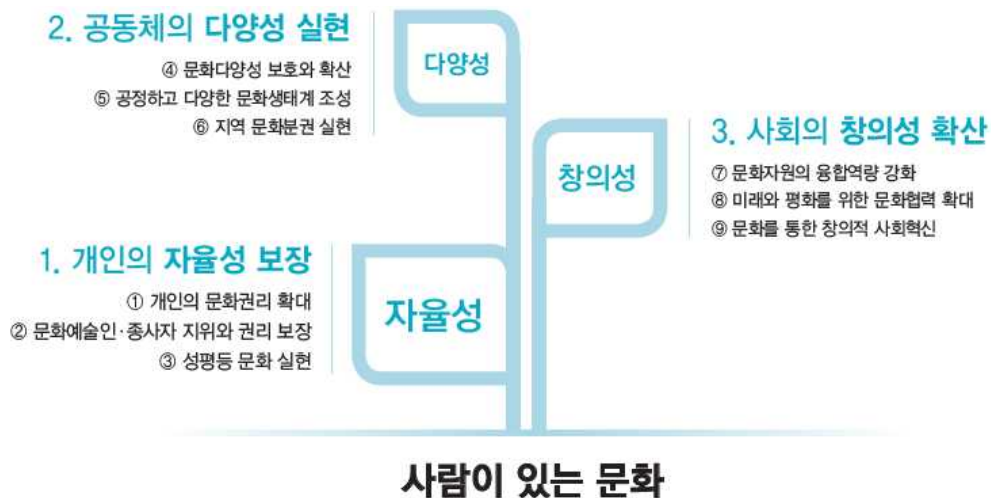 2. 공동체의 다양성 실현
④ 문화다양성 보호와 확산
⑤ 공정하고 다양한 문화생태계 조성
⑥ 지역 문화분권 실현
다양성
창의성
3. 사회의 창의성 확산
⑦ 문화자원의 융합역량 강화
⑧ 미래와 평화를 위한 문화협력 확대
⑨ 문화를 통한 창의적 사회혁신
1. 개인의 자율성 보장
① 개인의 문화권리 확대
② 문화예술인·종사자 지위와 권리 보장
③ 성평등 문화 실현
자율성
사람이 있는 문화